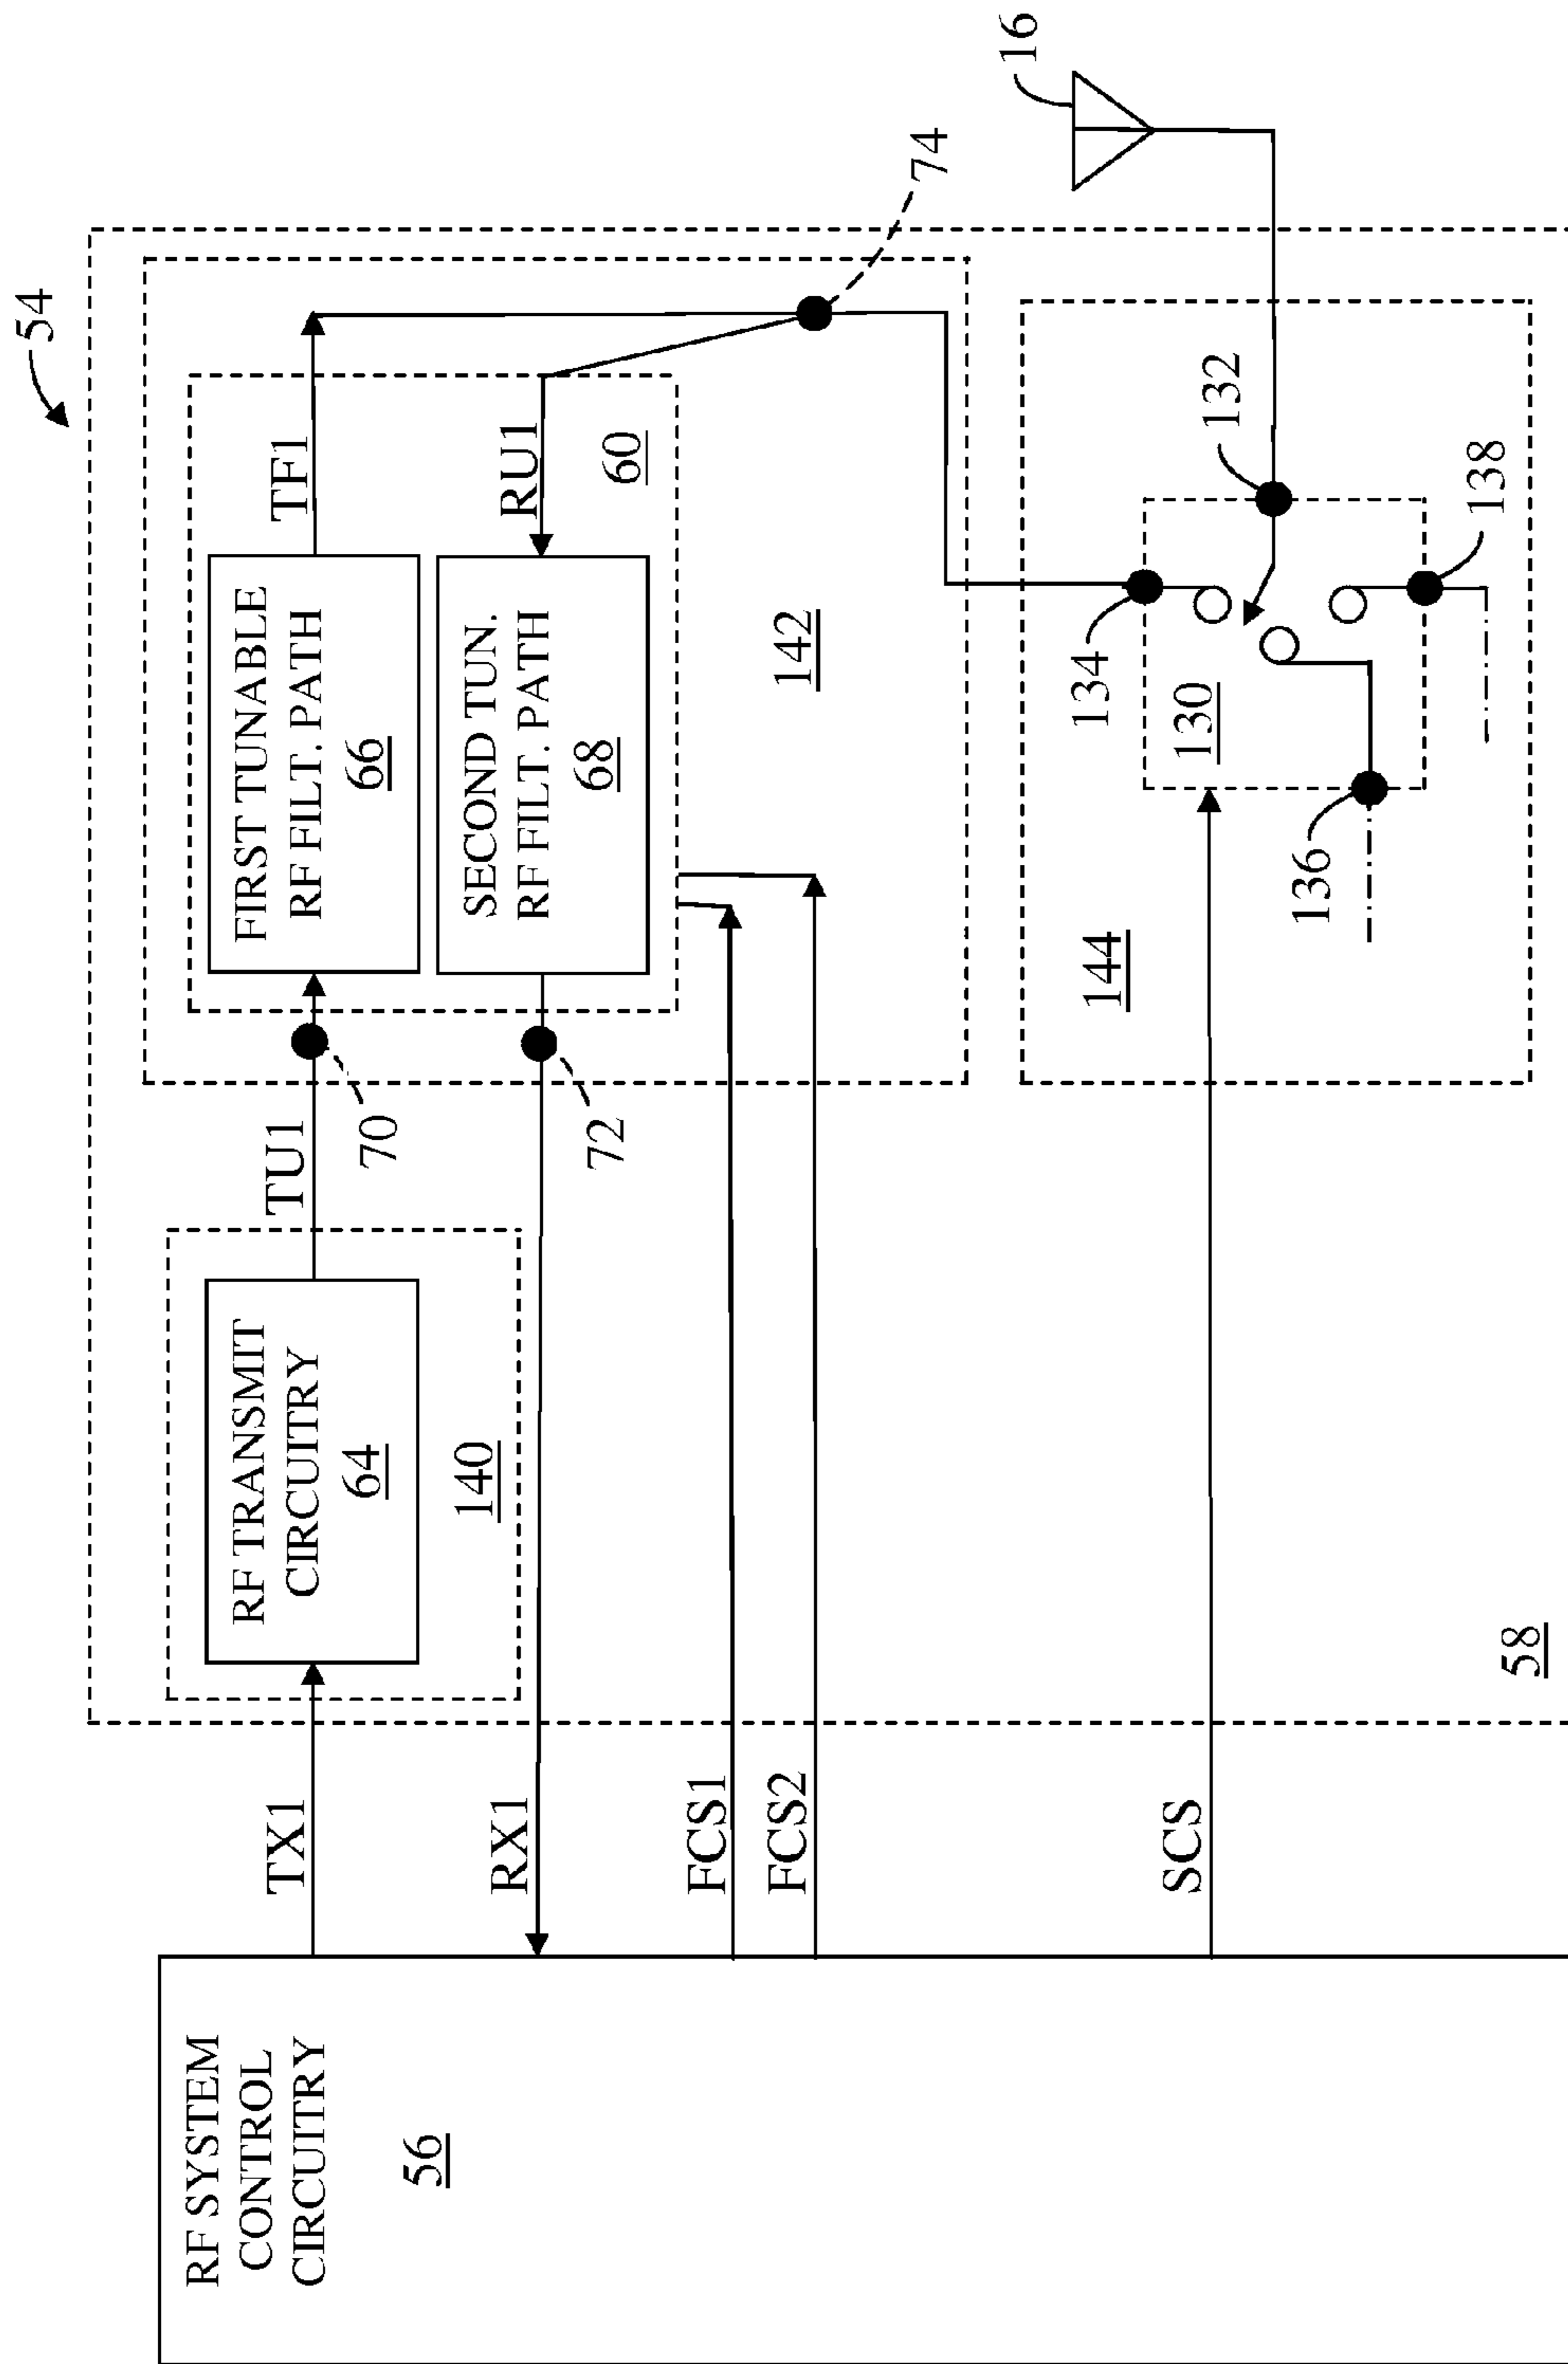 54
RF SYSTEM
CONTROL
CIRCUITRY
56
TX1
RX1
FCS1
FCS2
SCS
RF TRANSMIT
CIRCUITRY
64
140
TU1
70
72
FIRST TUNABLE
RF FILT. PATH
66
SECOND TUN.
RF FILT. PATH
68
TF1
RU1
60
142
74
16
144
130
132
134
136
138
58